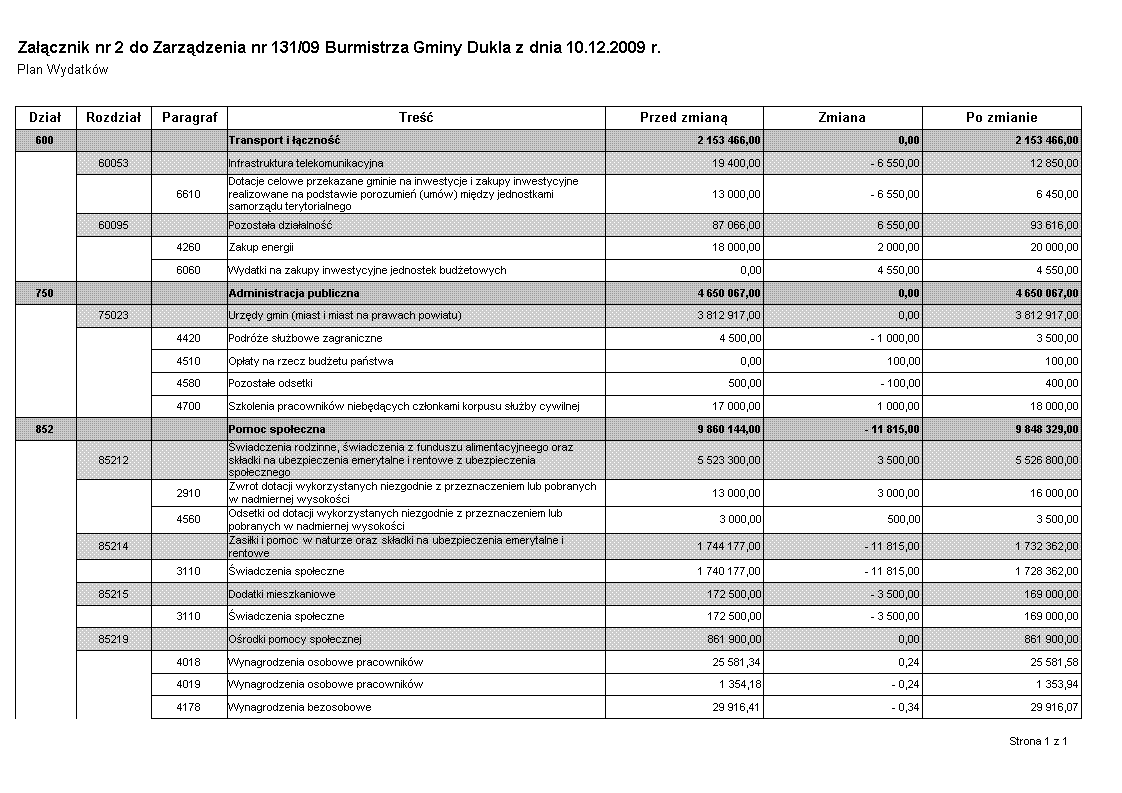 Załącznik nr 2 do Zarządzenia nr 131/09 Burmistrza Gminy Dukla z dnia 10.12.2009 r.
Plan Wydatków
Dział Rozdział Paragraf Treść Przed zmianą Zmiana Po zmianie
600 Transport i łączność 2 153 466,00 0,00 2 153 466,00
60053 Infrastruktura telekomunikacyjna 19 400,00 - 6 550,00 12 850,00
6610 Dotacje celowe przekazane gminie na inwestycje i zakupy inwestycyjne
realizowane na podstawie porozumień (umów) między jednostkami
samorządu terytorialnego 13 000,00 - 6 550,00 6 450,00
60095 Pozostała działalność 87 066,00 6 550,00 93 616,00
4260 Zakup energii 18 000,00 2 000,00 20 000,00
6060 Wydatki na zakupy inwestycyjne jednostek budżetowych 0,00 4 550,00 4 550,00
750 Administracja publiczna 4 650 067,00 0,00 4 650 067,00
75023 Urzędy gmin (miast i miast na prawach powiatu) 3 812 917,00 0,00 3 812 917,00
4420 Podróże służbowe zagraniczne 4 500,00 - 1 000,00 3 500,00
4510 Opłaty na rzecz budżetu państwa 0,00 100,00 100,00
4580 Pozostałe odsetki 500,00 - 100,00 400,00
4700 Szkolenia pracowników niebędących członkami korpusu służby cywilnej 17 000,00 1 000,00 18 000,00
852 Pomoc społeczna 9 860 144,00 - 11 815,00 9 848 329,00
85212 Świadczenia rodzinne, świadczenia z funduszu alimentacyjneego oraz
składki na ubezpieczenia emerytalne i rentowe z ubezpieczenia
społecznego 5 523 300,00 3 500,00 5 526 800,00
2910 Zwrot dotacji wykorzystanych niezgodnie z przeznaczeniem lub pobranych
w nadmiernej wysokości 13 000,00 3 000,00 16 000,00
4560 Odsetki od dotacji wykorzystanych niezgodnie z przeznaczeniem lub
pobranych w nadmiernej wysokości 3 000,00 500,00 3 500,00
85214 Zasiłki i pomoc w naturze oraz składki na ubezpieczenia emerytalne i
rentowe 1 744 177,00 - 11 815,00 1 732 362,00
3110 Świadczenia społeczne 1 740 177,00 - 11 815,00 1 728 362,00
85215 Dodatki mieszkaniowe 172 500,00 - 3 500,00 169 000,00
3110 Świadczenia społeczne 172 500,00 - 3 500,00 169 000,00
85219 Ośrodki pomocy społecznej 861 900,00 0,00 861 900,00
4018 Wynagrodzenia osobowe pracowników 25 581,34 0,24 25 581,58
4019 Wynagrodzenia osobowe pracowników 1 354,18 - 0,24 1 353,94
4178 Wynagrodzenia bezosobowe 29 916,41 - 0,34 29 916,07
Strona 1 z 1